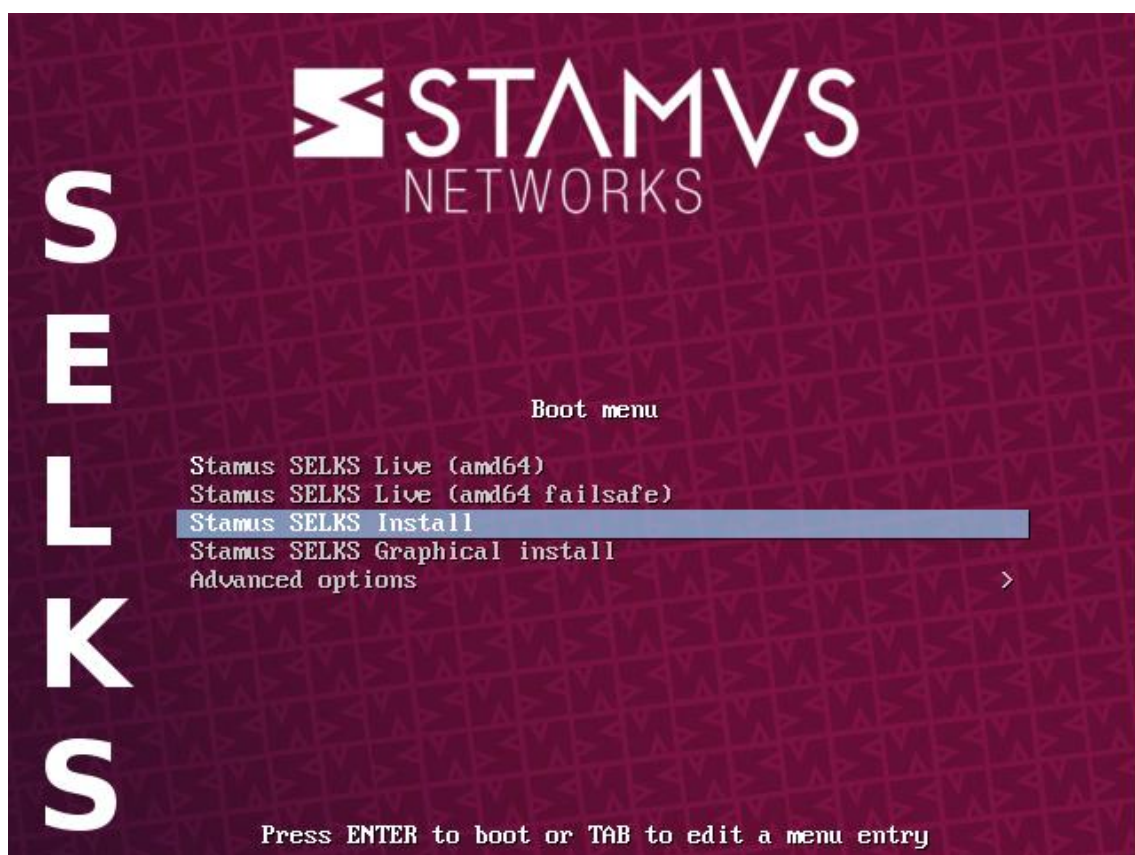 STAMVS
NETWORKS
S
E
L
K
S
Boot menu
Stamus SELKS Live (amd64)
Stamus SELKS Live (amd64 failsafe)
Stamus SELKS Install
Stamus SELKS Graphical install
Advanced options >
Press ENTER to boot or TAB to edit a menu entry